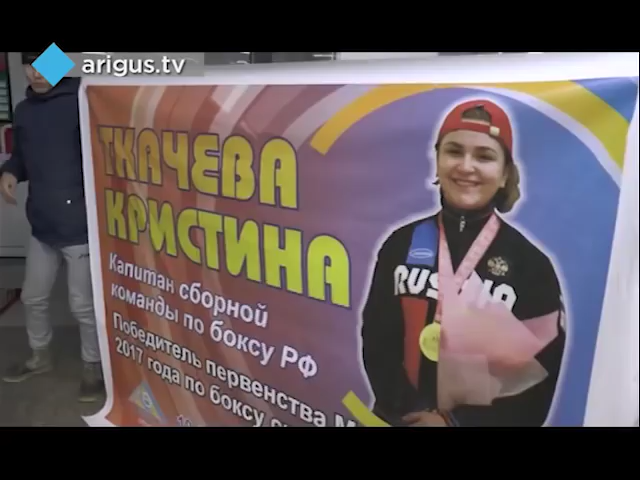 arigus.tv
ТКАЧЕВА
КРИСТИНА
Капитан сборной
команды по боксу РФ
Победитель первенства
2017 года по боксу
RUSSIA